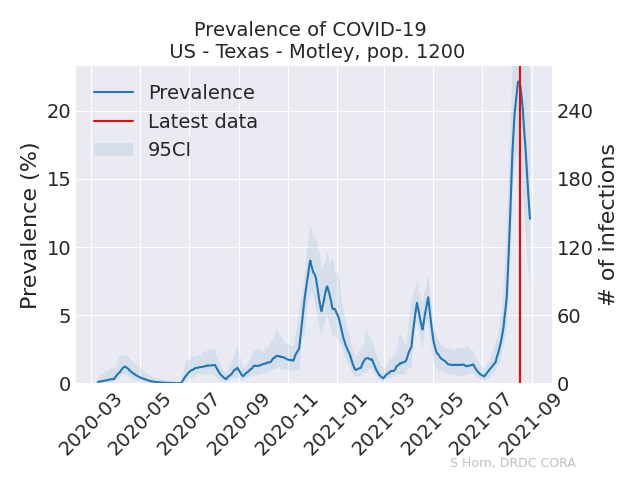 Prevalence of COVID-19
US - Texas - Motley, pop. 1200
Prevalence
Latest data
95CI
Prevalence (%)
20
15
10
5
0
# of infections
240
180
120
60
0
2020-03
2020-05
2020-07
2020-09
2020-11
2021-01
2021-03
2021-05
2021-07
2021-09
S Horn, DRDC CORA